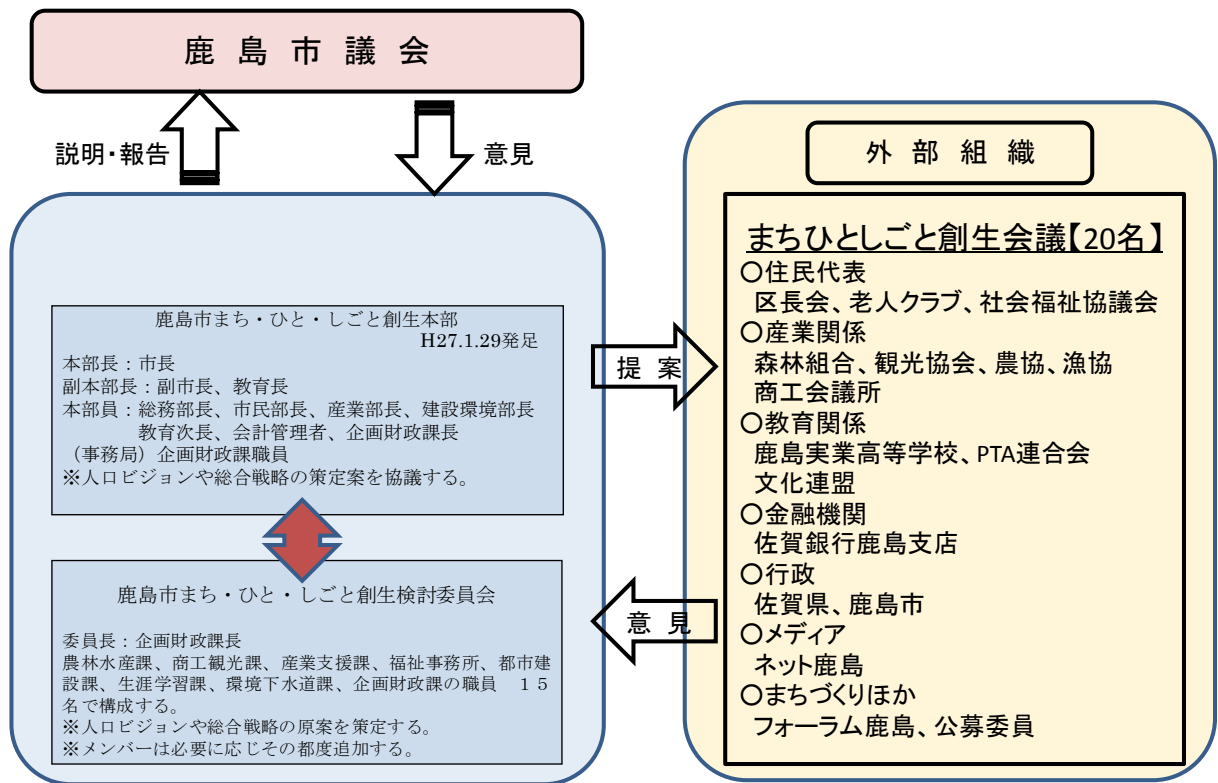 鹿島市議会
説明・報告
意見
鹿島市まち・ひと・しごと創生本部
H27.1.29発足
本部長：市長
副本部長：副市長、教育長
本部員：総務部長、市民部長、産業部長、建設環境部長
教育次長、会計管理者、企画財政課長
（事務局）企画財政課職員
※人口ビジョンや総合戦略の策定案を協議する。
鹿島市まち・ひと・しごと創生検討委員会
委員長：企画財政課長
農林水産課、商工観光課、産業支援課、福祉事務所、都市建
設課、生涯学習課、環境下水道課、企画財政課の職員　１５
名で構成する。
※人口ビジョンや総合戦略の原案を策定する。
※メンバーは必要に応じその都度追加する。
提案
意見
外部組織
まちひとしごと創生会議【20名】
〇住民代表
区長会、老人クラブ、社会福祉協議会
〇産業関係
森林組合、観光協会、農協、漁協
商工会議所
〇教育関係
鹿島実業高等学校、PTA連合会
文化連盟
〇金融機関
佐賀銀行鹿島支店
〇行政
佐賀県、鹿島市
〇メディア
ネット鹿島
〇まちづくりほか
フォーラム鹿島、公募委員